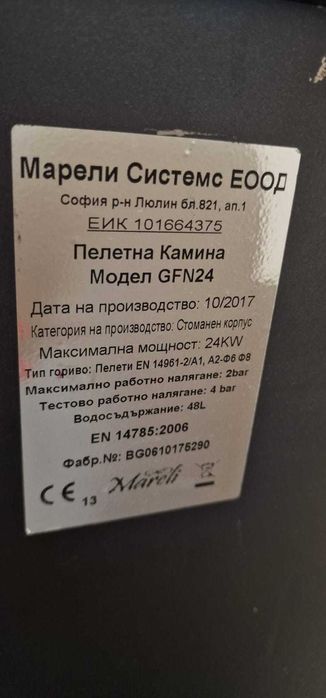 Марели Системс ЕООД
София р-н Люлин бл.821, ап.1
ЕИК 101664375
Пелетна Камина
Модел GFN24
Дата на производство: 10/2017
Категория на производство: Стоманен корпус
Максимална мощност: 24KW
Тип гориво: Пелети EN 14961-2/A1, A2-Ф6 Ф8
Максимално работно налягане: 2bar
Тестово работно налягане: 4 bar
Водосъдържание: 48L
EN 14785:2006
Фабр.№: BG0610175290
CE 13 Mareli